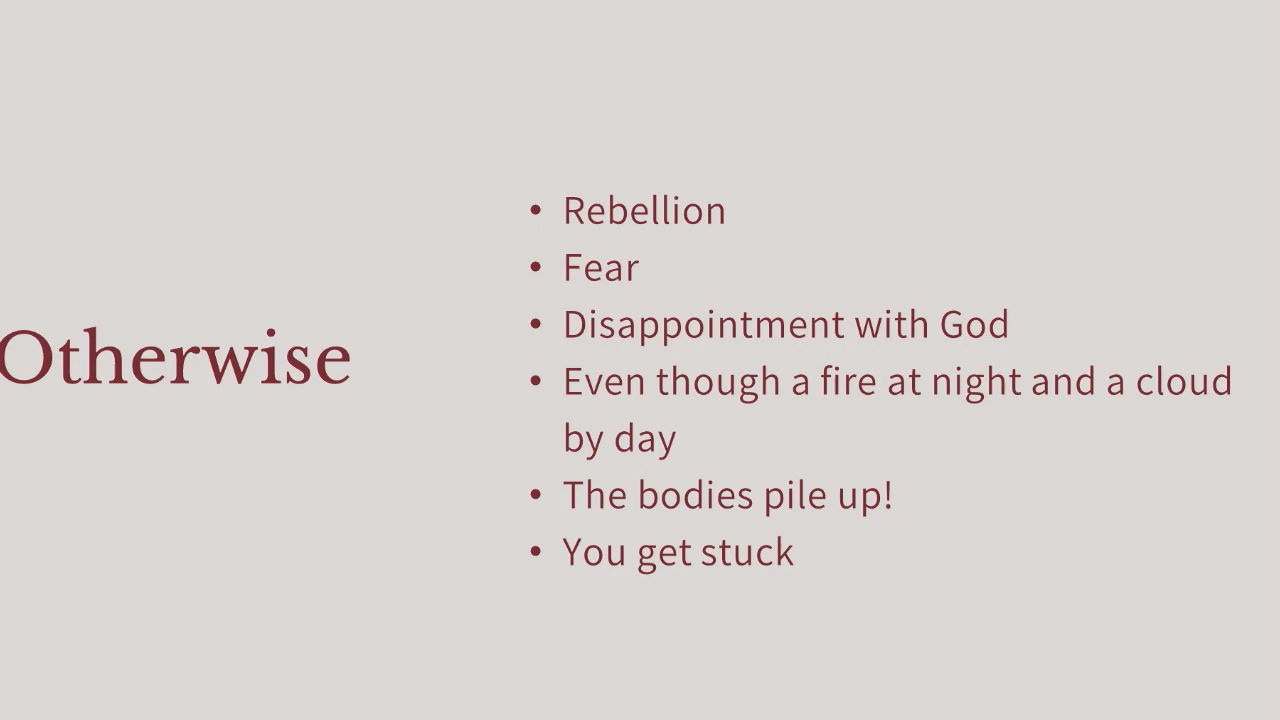 Otherwise
• Rebellion
• Fear
• Disappointment with God
• Even though a fire at night and a cloud
by day
• The bodies pile up!
• You get stuck